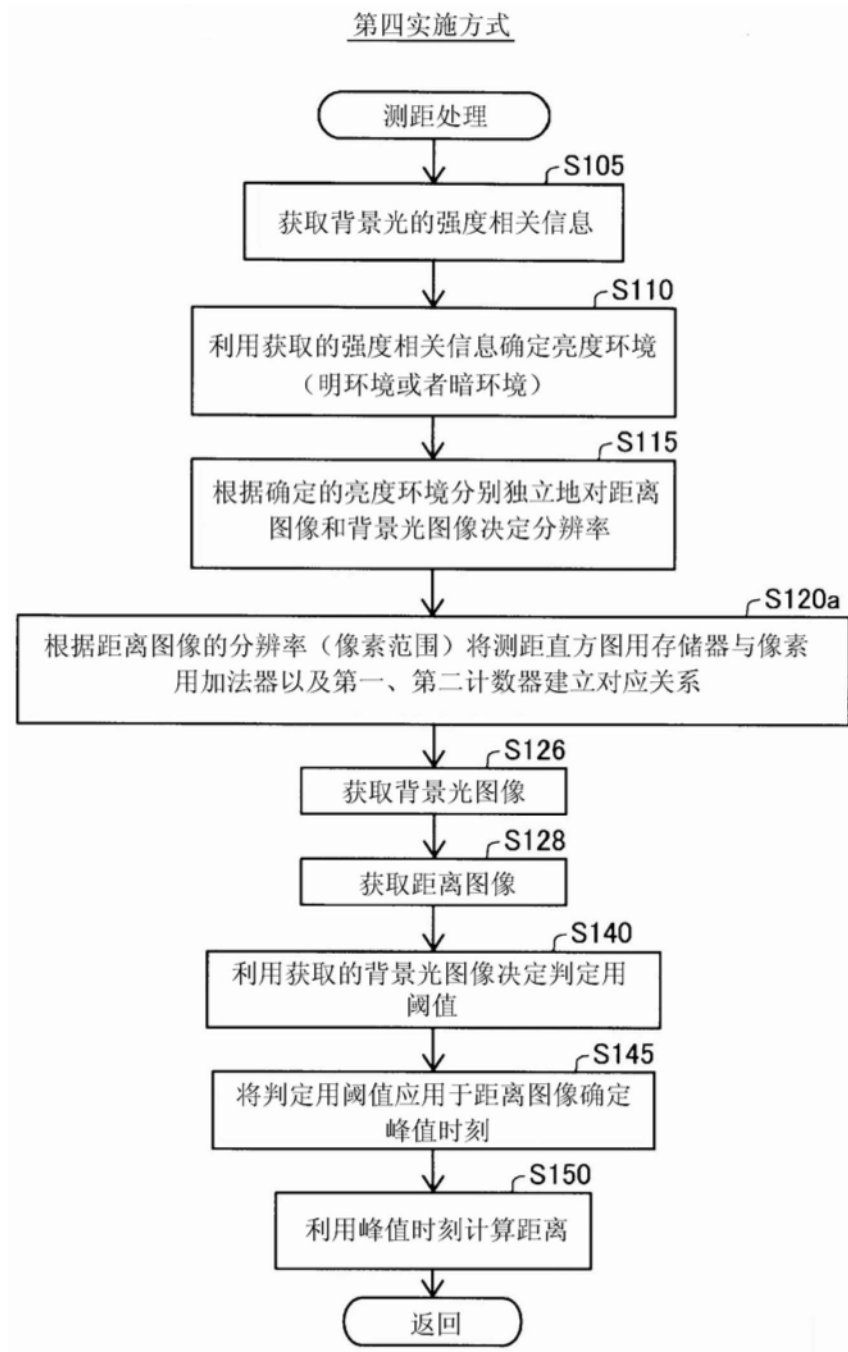 第四实施方式
测距处理
S105
获取背景光的强度相关信息
S110
利用获取的强度相关信息确定亮度环境
（明环境或者暗环境）
S115
根据确定的亮度环境分别独立地对距离
图像和背景光图像决定分辨率
S120a
根据距离图像的分辨率（像素范围）将测距直方图用存储器与像素
用加法器以及第一、第二计数器建立对应关系
S126
获取背景光图像
S128
获取距离图像
S140
利用获取的背景光图像决定判定用
阈值
S145
将判定用阈值应用于距离图像确定
峰值时刻
S150
利用峰值时刻计算距离
返回